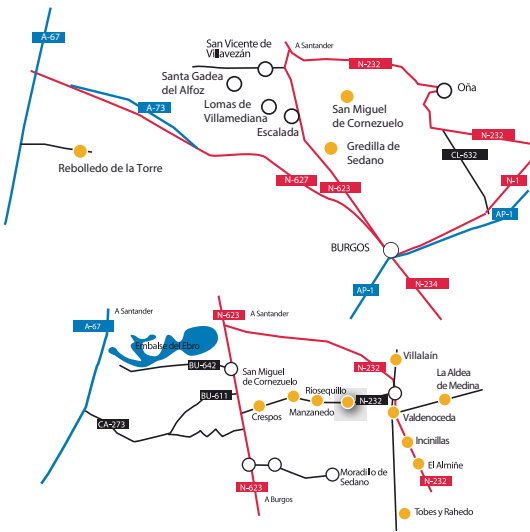 A-67
San Vicente de
Villavezán
A Santander
N-232
Santa Gadea
del Alfoz
Oña
A-73
Lomas de
Villamediana
San Miguel
de Cornezuelo
Escalada
N-232
Gredilla de
Sedano
CL-632
Rebolledo de la Torre
N-627
N-623
N-1
AP-1
BURGOS
AP-1
N-234
A Santander
N-623
A Santander
A-67
Embalse del Ebro
Villalaín
BU-642
N-232
San Miguel
de Cornezuelo
La Aldea
de Medina
BU-611
Riosequillo
N-232
Crespos
Manzanedo
Valdenoceda
CA-273
Incinillas
El Almiñe
Moradillo de
Sedano
N-232
N-623
A Burgos
Tobes y Rahedo